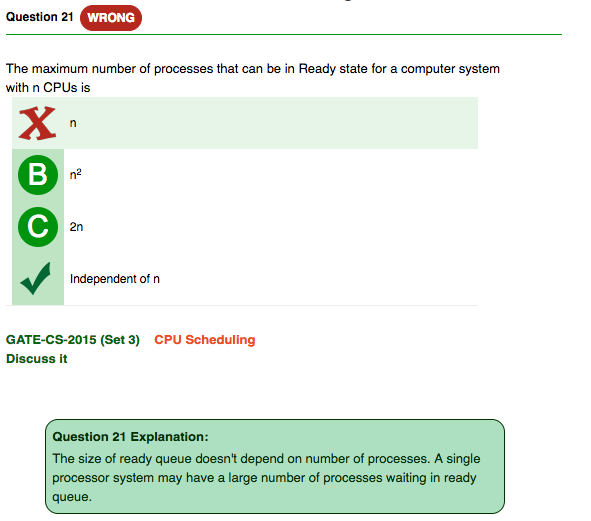 Question 21 WRONG
The maximum number of processes that can be in Ready state for a computer system
with n CPUs is
X n
B n²
C 2n
Independent of n
GATE-CS-2015 (Set 3) CPU Scheduling
Discuss it
Question 21 Explanation:
The size of ready queue doesn't depend on number of processes. A single
processor system may have a large number of processes waiting in ready
queue.